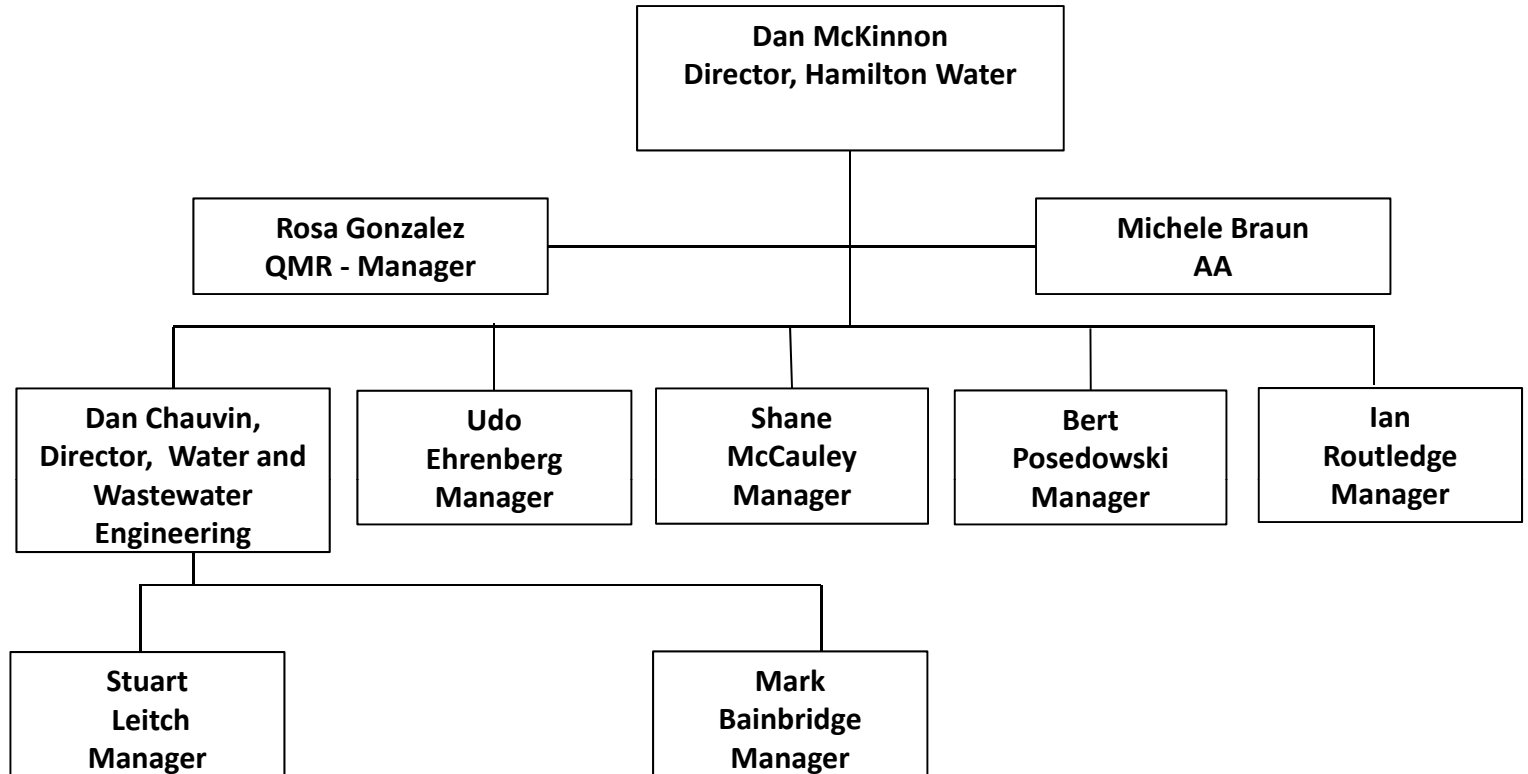 Dan McKinnon
Director, Hamilton Water
Rosa Gonzalez
QMR - Manager
Michele Braun
AA
Dan Chauvin,
Director, Water and
Wastewater
Engineering
Udo
Ehrenberg
Manager
Shane
McCauley
Manager
Bert
Posedowski
Manager
Ian
Routledge
Manager
Stuart
Leitch
Manager
Mark
Bainbridge
Manager